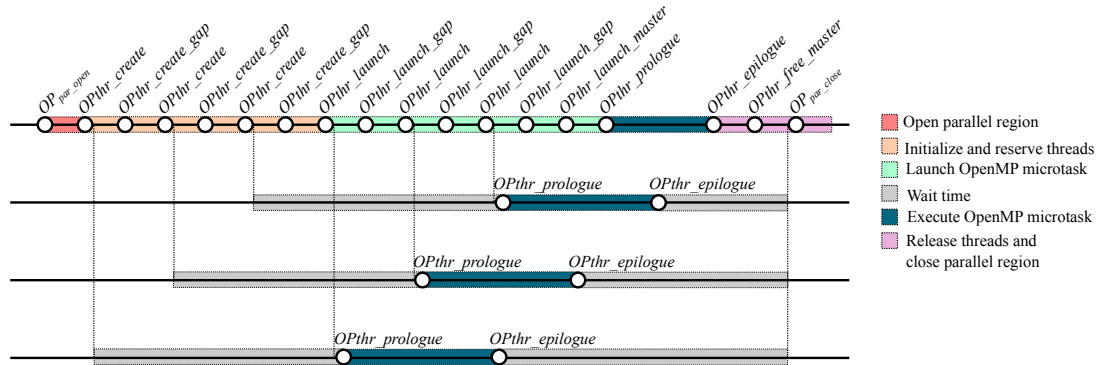 OP par_open
OPthr_create
OPthr_create_gap
OPthr_create
OPthr_create_gap
OPthr_create
OPthr_create_gap
OPthr_launch
OPthr_launch_gap
OPthr_launch
OPthr_launch_gap
OPthr_launch
OPthr_launch_gap
OPthr_launch_master
OPthr_prologue
OPthr_epilogue
OPthr_free_master
OP par_close
Open parallel region
Initialize and reserve threads
Launch OpenMP microtask
Wait time
Execute OpenMP microtask
Release threads and
close parallel region
OPthr_prologue
OPthr_epilogue
OPthr_prologue
OPthr_epilogue
OPthr_prologue
OPthr_epilogue